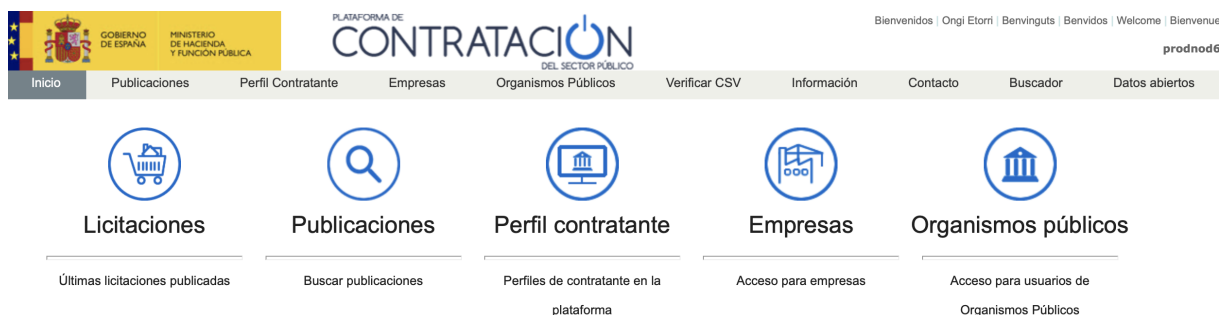 GOBIERNO
DE ESPAÑA
MINISTERIO
DE HACIENDA
Y FUNCIÓN PÚBLICA
PLATAFORMA DE
CONTRATACIÓN
DEL SECTOR PÚBLICO
Bienvenidos | Ongi Etorri | Benvinguts | Benvidos | Welcome | Bienvenue
prodnod6
Inicio Publicaciones Perfil Contratante Empresas Organismos Públicos Verificar CSV Información Contacto Buscador Datos abiertos
Licitaciones Publicaciones Perfil contratante Empresas Organismos públicos
Últimas licitaciones publicadas Buscar publicaciones Perfiles de contratante en la Acceso para empresas Acceso para usuarios de
plataforma Organismos Públicos